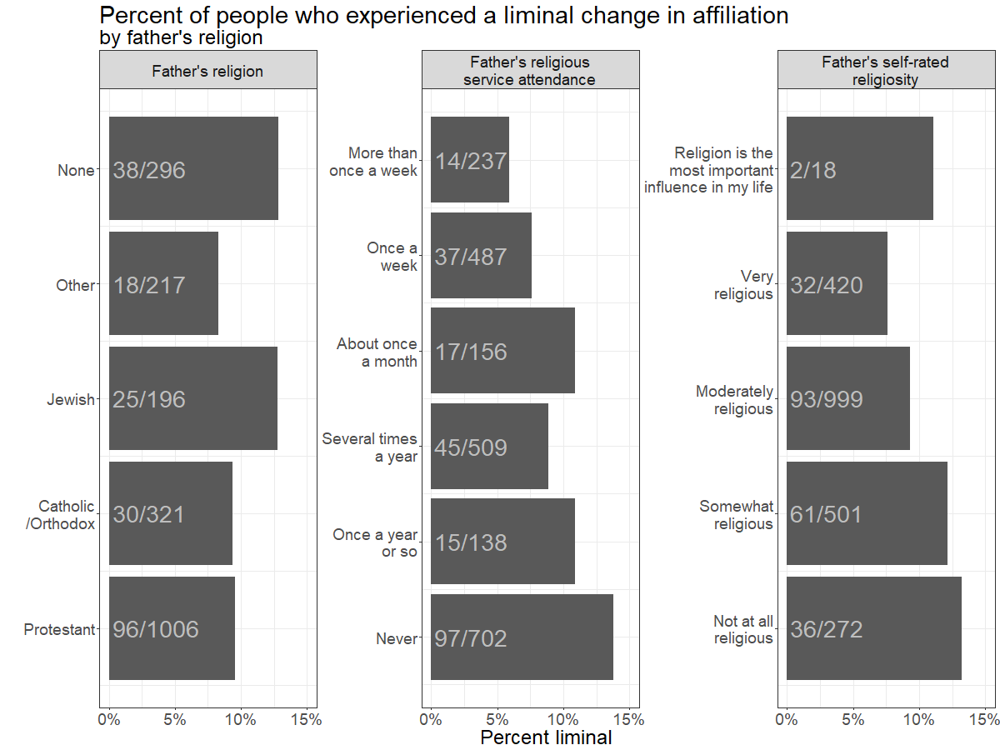 Percent of people who experienced a liminal change in affiliation
by father's religion
Father's religion
None
38/296
Other
18/217
Jewish
25/196
Catholic
/Orthodox
30/321
Protestant
96/1006
0% 5% 10% 15%
Father's religious
service attendance
More than
once a week
14/237
Once a
week
37/487
About once
a month
17/156
Several times
a year
45/509
Once a year
or so
15/138
Never
97/702
0% 5% 10% 15%
Percent liminal
Father's self-rated
religiosity
Religion is the
most important
influence in my life
2/18
Very
religious
32/420
Moderately
religious
93/999
Somewhat
religious
61/501
Not at all
religious
36/272
0% 5% 10% 15%